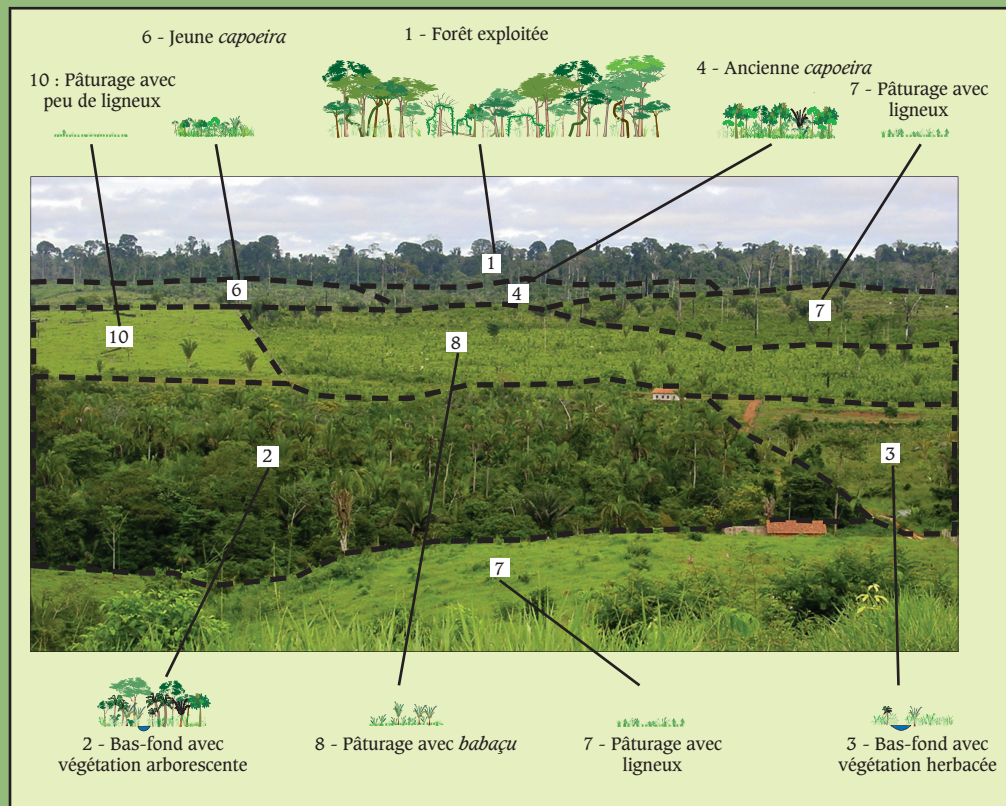 6 - Jeune capoeira
1 - Forêt exploitée
10 : Pâturage avec
peu de ligneux
4 - Ancienne capoeira
7 - Pâturage avec
ligneux
1
6
4
7
10
8
2
3
7
2 - Bas-fond avec
végétation arborescente
8 - Pâturage avec babaçu
7 - Pâturage avec
ligneux
3 - Bas-fond avec
végétation herbacée